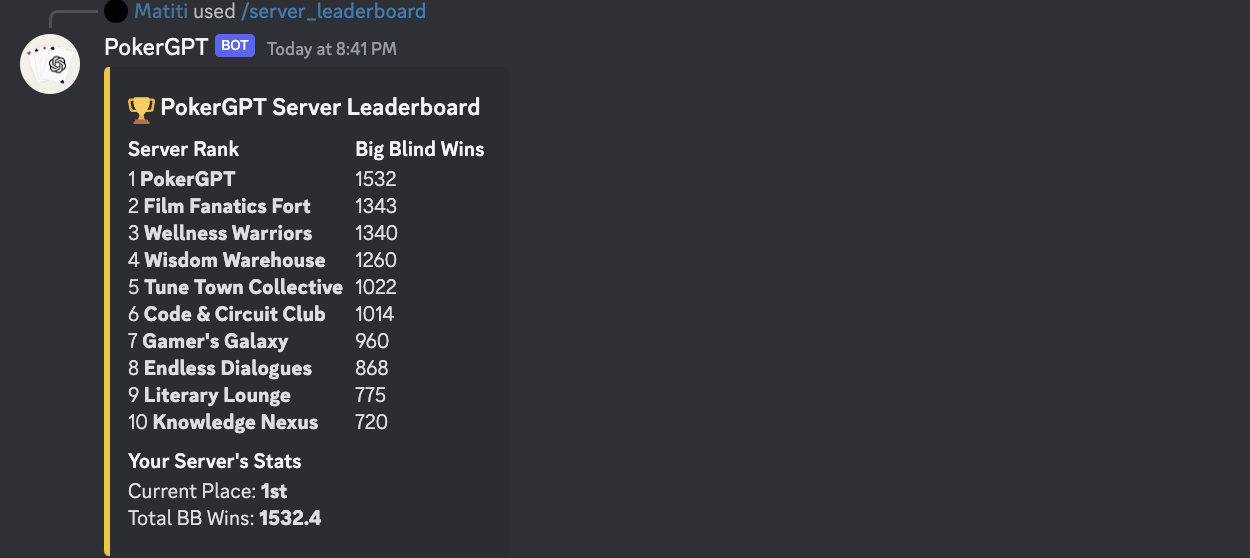 Matiti used /server_leaderboard
PokerGPT BOT Today at 8:41 PM
🏆 PokerGPT Server Leaderboard
Server Rank Big Blind Wins
1 PokerGPT 1532
2 Film Fanatics Fort 1343
3 Wellness Warriors 1340
4 Wisdom Warehouse 1260
5 Tune Town Collective 1022
6 Code & Circuit Club 1014
7 Gamer's Galaxy 960
8 Endless Dialogues 868
9 Literary Lounge 775
10 Knowledge Nexus 720
Your Server's Stats
Current Place: 1st
Total BB Wins: 1532.4